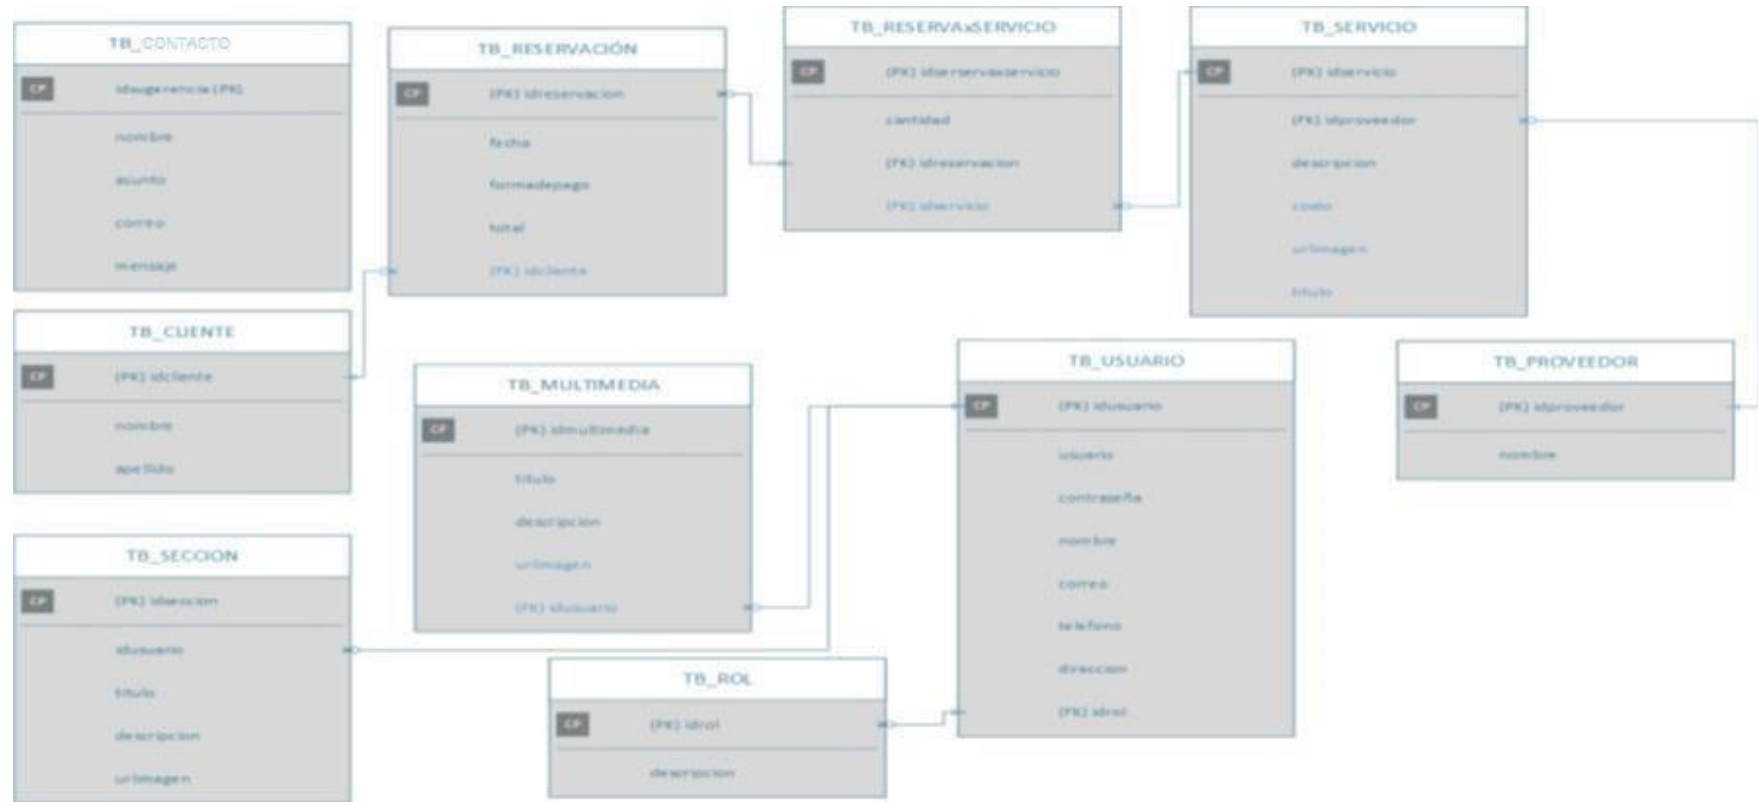 TB_CONTACTO
CP idsugerencia (PK)
nombre
asunto
correo
mensaje
TB_RESERVACIÓN
CP (PK) idreservacion
fecha
formadepago
total
(FK) idcliente
TB_RESERVAxSERVICIO
CP (PK) idserservaxservicio
cantidad
(FK) idreservacion
(FK) idservicio
TB_SERVICIO
CP (PK) idservicio
(FK) idproveedor
descripcion
costo
urlimagen
titulo
TB_CLIENTE
CP (PK) idcliente
nombre
apellido
TB_MULTIMEDIA
CP (PK) idmultimedia
titulo
descripcion
urlimagen
(FK) idusuario
TB_USUARIO
CP (PK) idusuario
usuario
contraseña
nombre
correo
telefono
direccion
(FK) idrol
TB_PROVEEDOR
CP (PK) idproveedor
nombre
TB_SECCION
CP (PK) idseccion
idusuario
titulo
descripcion
urlimagen
TB_ROL
CP (PK) idrol
descripcion